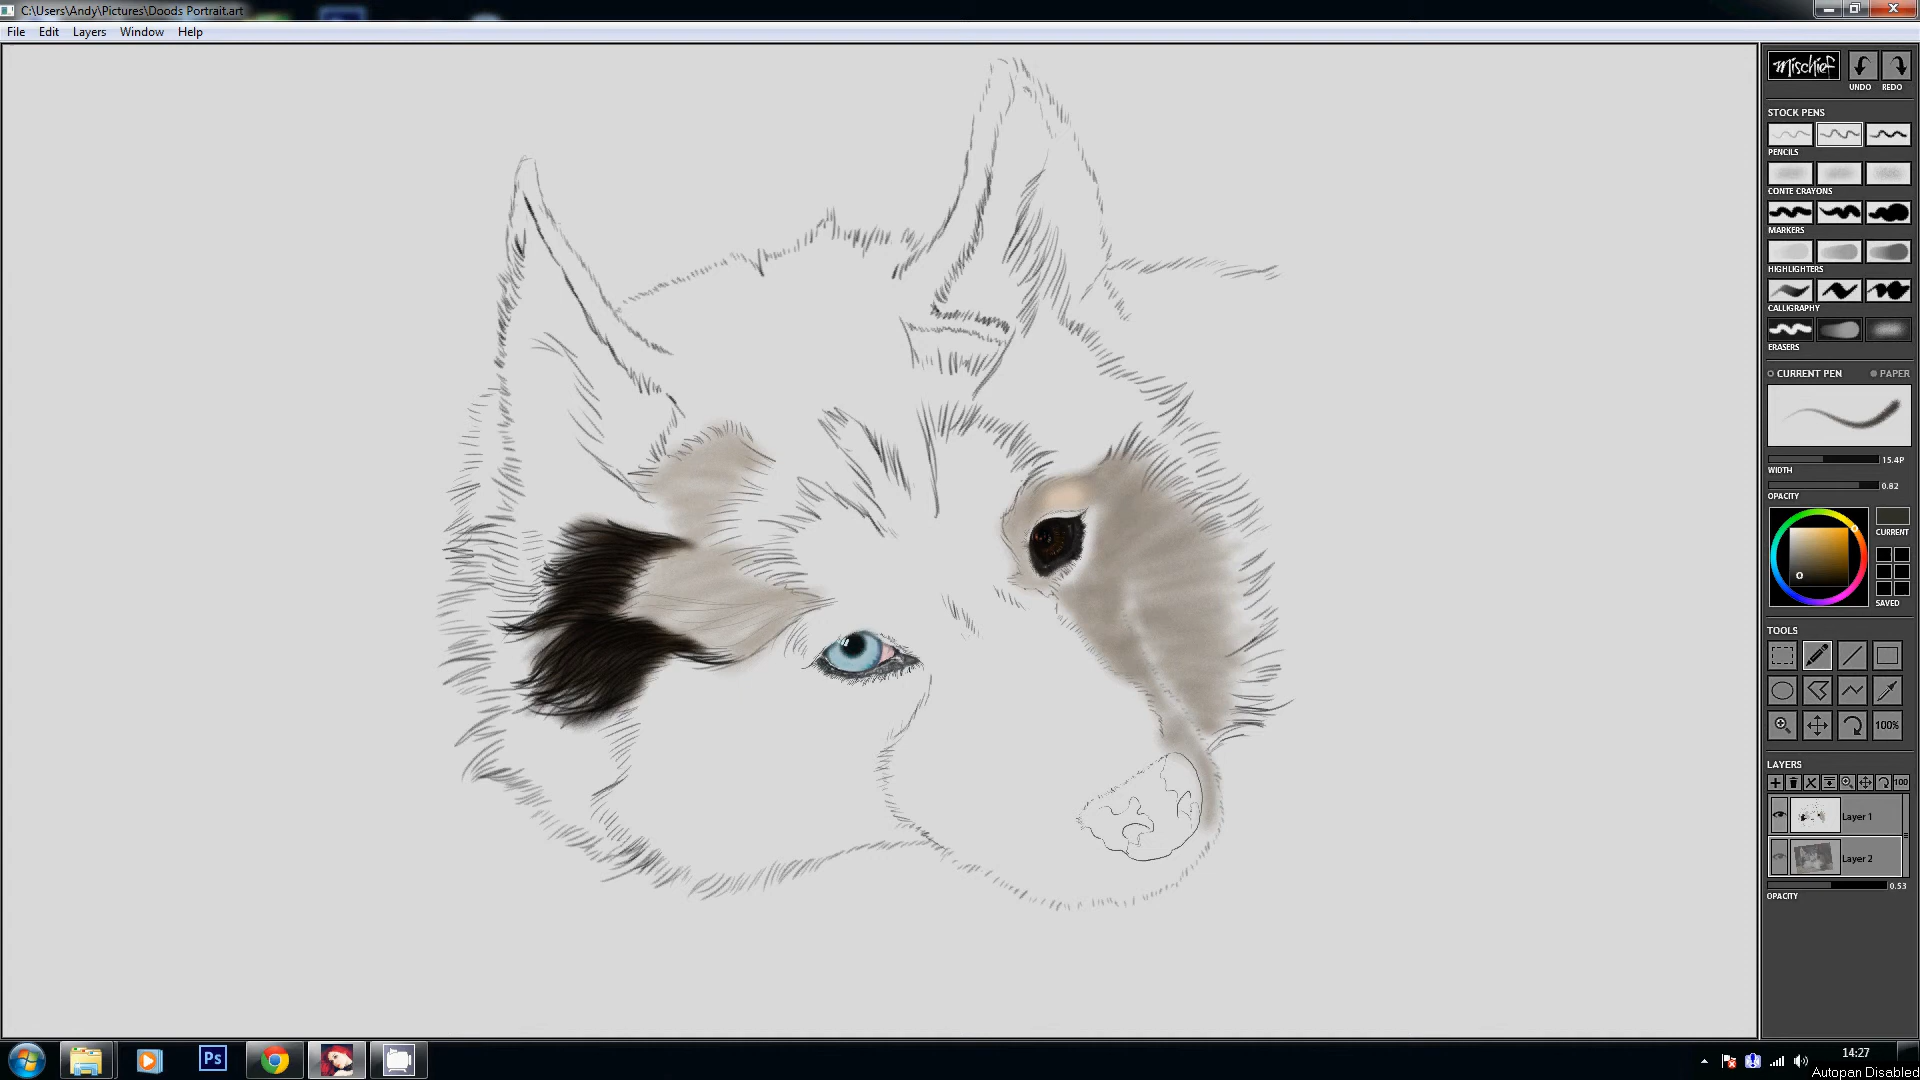 C:\Users\Andy\Pictures\Doods Portrait.art
File Edit Layers Window Help
Mischief
UNDO REDO
STOCK PENS
PENCILS
CONTE CRAYONS
MARKERS
HIGHLIGHTERS
CALLIGRAPHY
ERASERS
CURRENT PEN PAPER
15.4P
WIDTH
0.82
OPACITY
CURRENT
SAVED
TOOLS
100%
LAYERS
100
Layer 1
Layer 2
0.53
OPACITY
Ps
14:27
Autopan Disabled